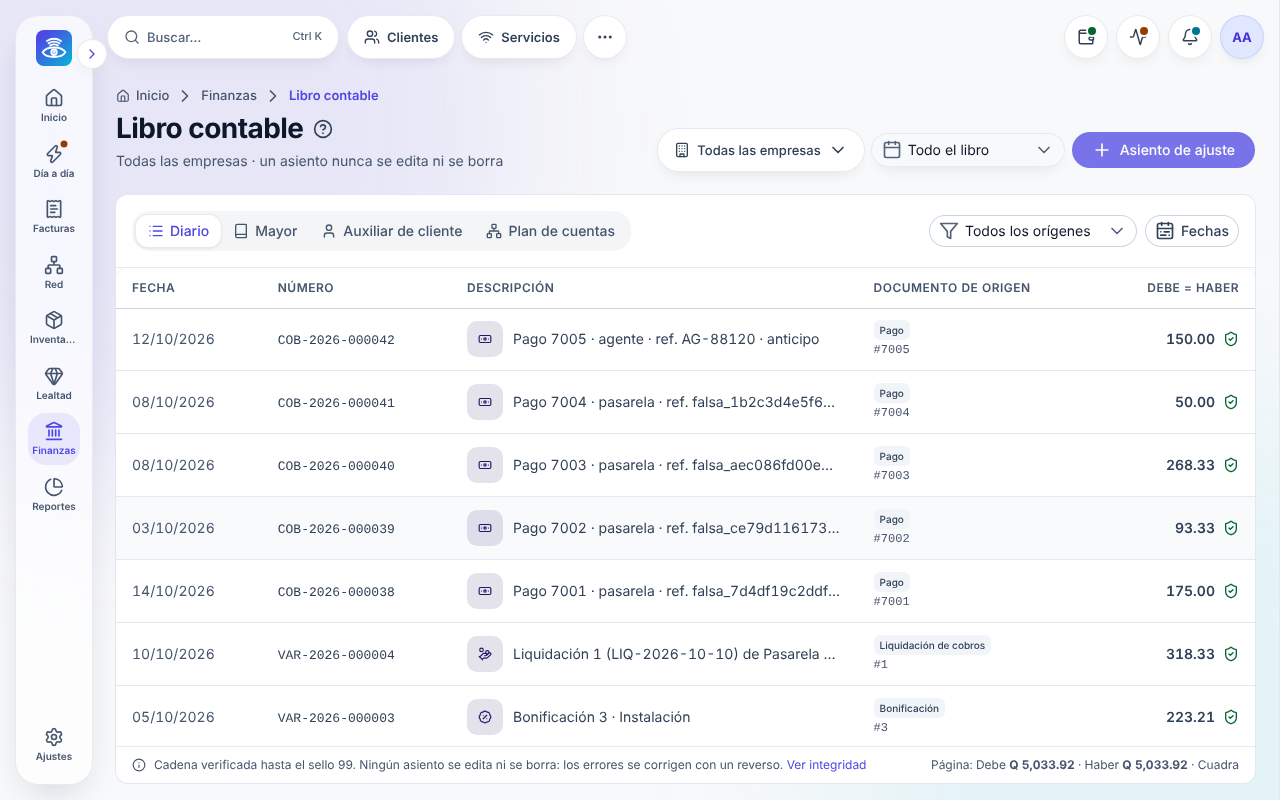 Buscar...
Ctrl K
Clientes
Servicios
AA
Inicio
Finanzas
Libro contable
Libro contable
Todas las empresas · un asiento nunca se edita ni se borra
Todas las empresas
Todo el libro
Asiento de ajuste
Inicio
Día a día
Facturas
Red
Inventa...
Lealtad
Finanzas
Reportes
Ajustes
Diario
Mayor
Auxiliar de cliente
Plan de cuentas
Todos los orígenes
Fechas
FECHA NÚMERO DESCRIPCIÓN DOCUMENTO DE ORIGEN DEBE = HABER
12/10/2026 COB-2026-000042 Pago 7005 · agente · ref. AG-88120 · anticipo Pago #7005 150.00
08/10/2026 COB-2026-000041 Pago 7004 · pasarela · ref. falsa_1b2c3d4e5f6... Pago #7004 50.00
08/10/2026 COB-2026-000040 Pago 7003 · pasarela · ref. falsa_aec086fd00e... Pago #7003 268.33
03/10/2026 COB-2026-000039 Pago 7002 · pasarela · ref. falsa_ce79d116173... Pago #7002 93.33
14/10/2026 COB-2026-000038 Pago 7001 · pasarela · ref. falsa_7d4df19c2ddf... Pago #7001 175.00
10/10/2026 VAR-2026-000004 Liquidación 1 (LIQ-2026-10-10) de Pasarela ... Liquidación de cobros #1 318.33
05/10/2026 VAR-2026-000003 Bonificación 3 · Instalación Bonificación #3 223.21
Cadena verificada hasta el sello 99. Ningún asiento se edita ni se borra: los errores se corrigen con un reverso. Ver integridad
Página: Debe Q 5,033.92 · Haber Q 5,033.92 · Cuadra